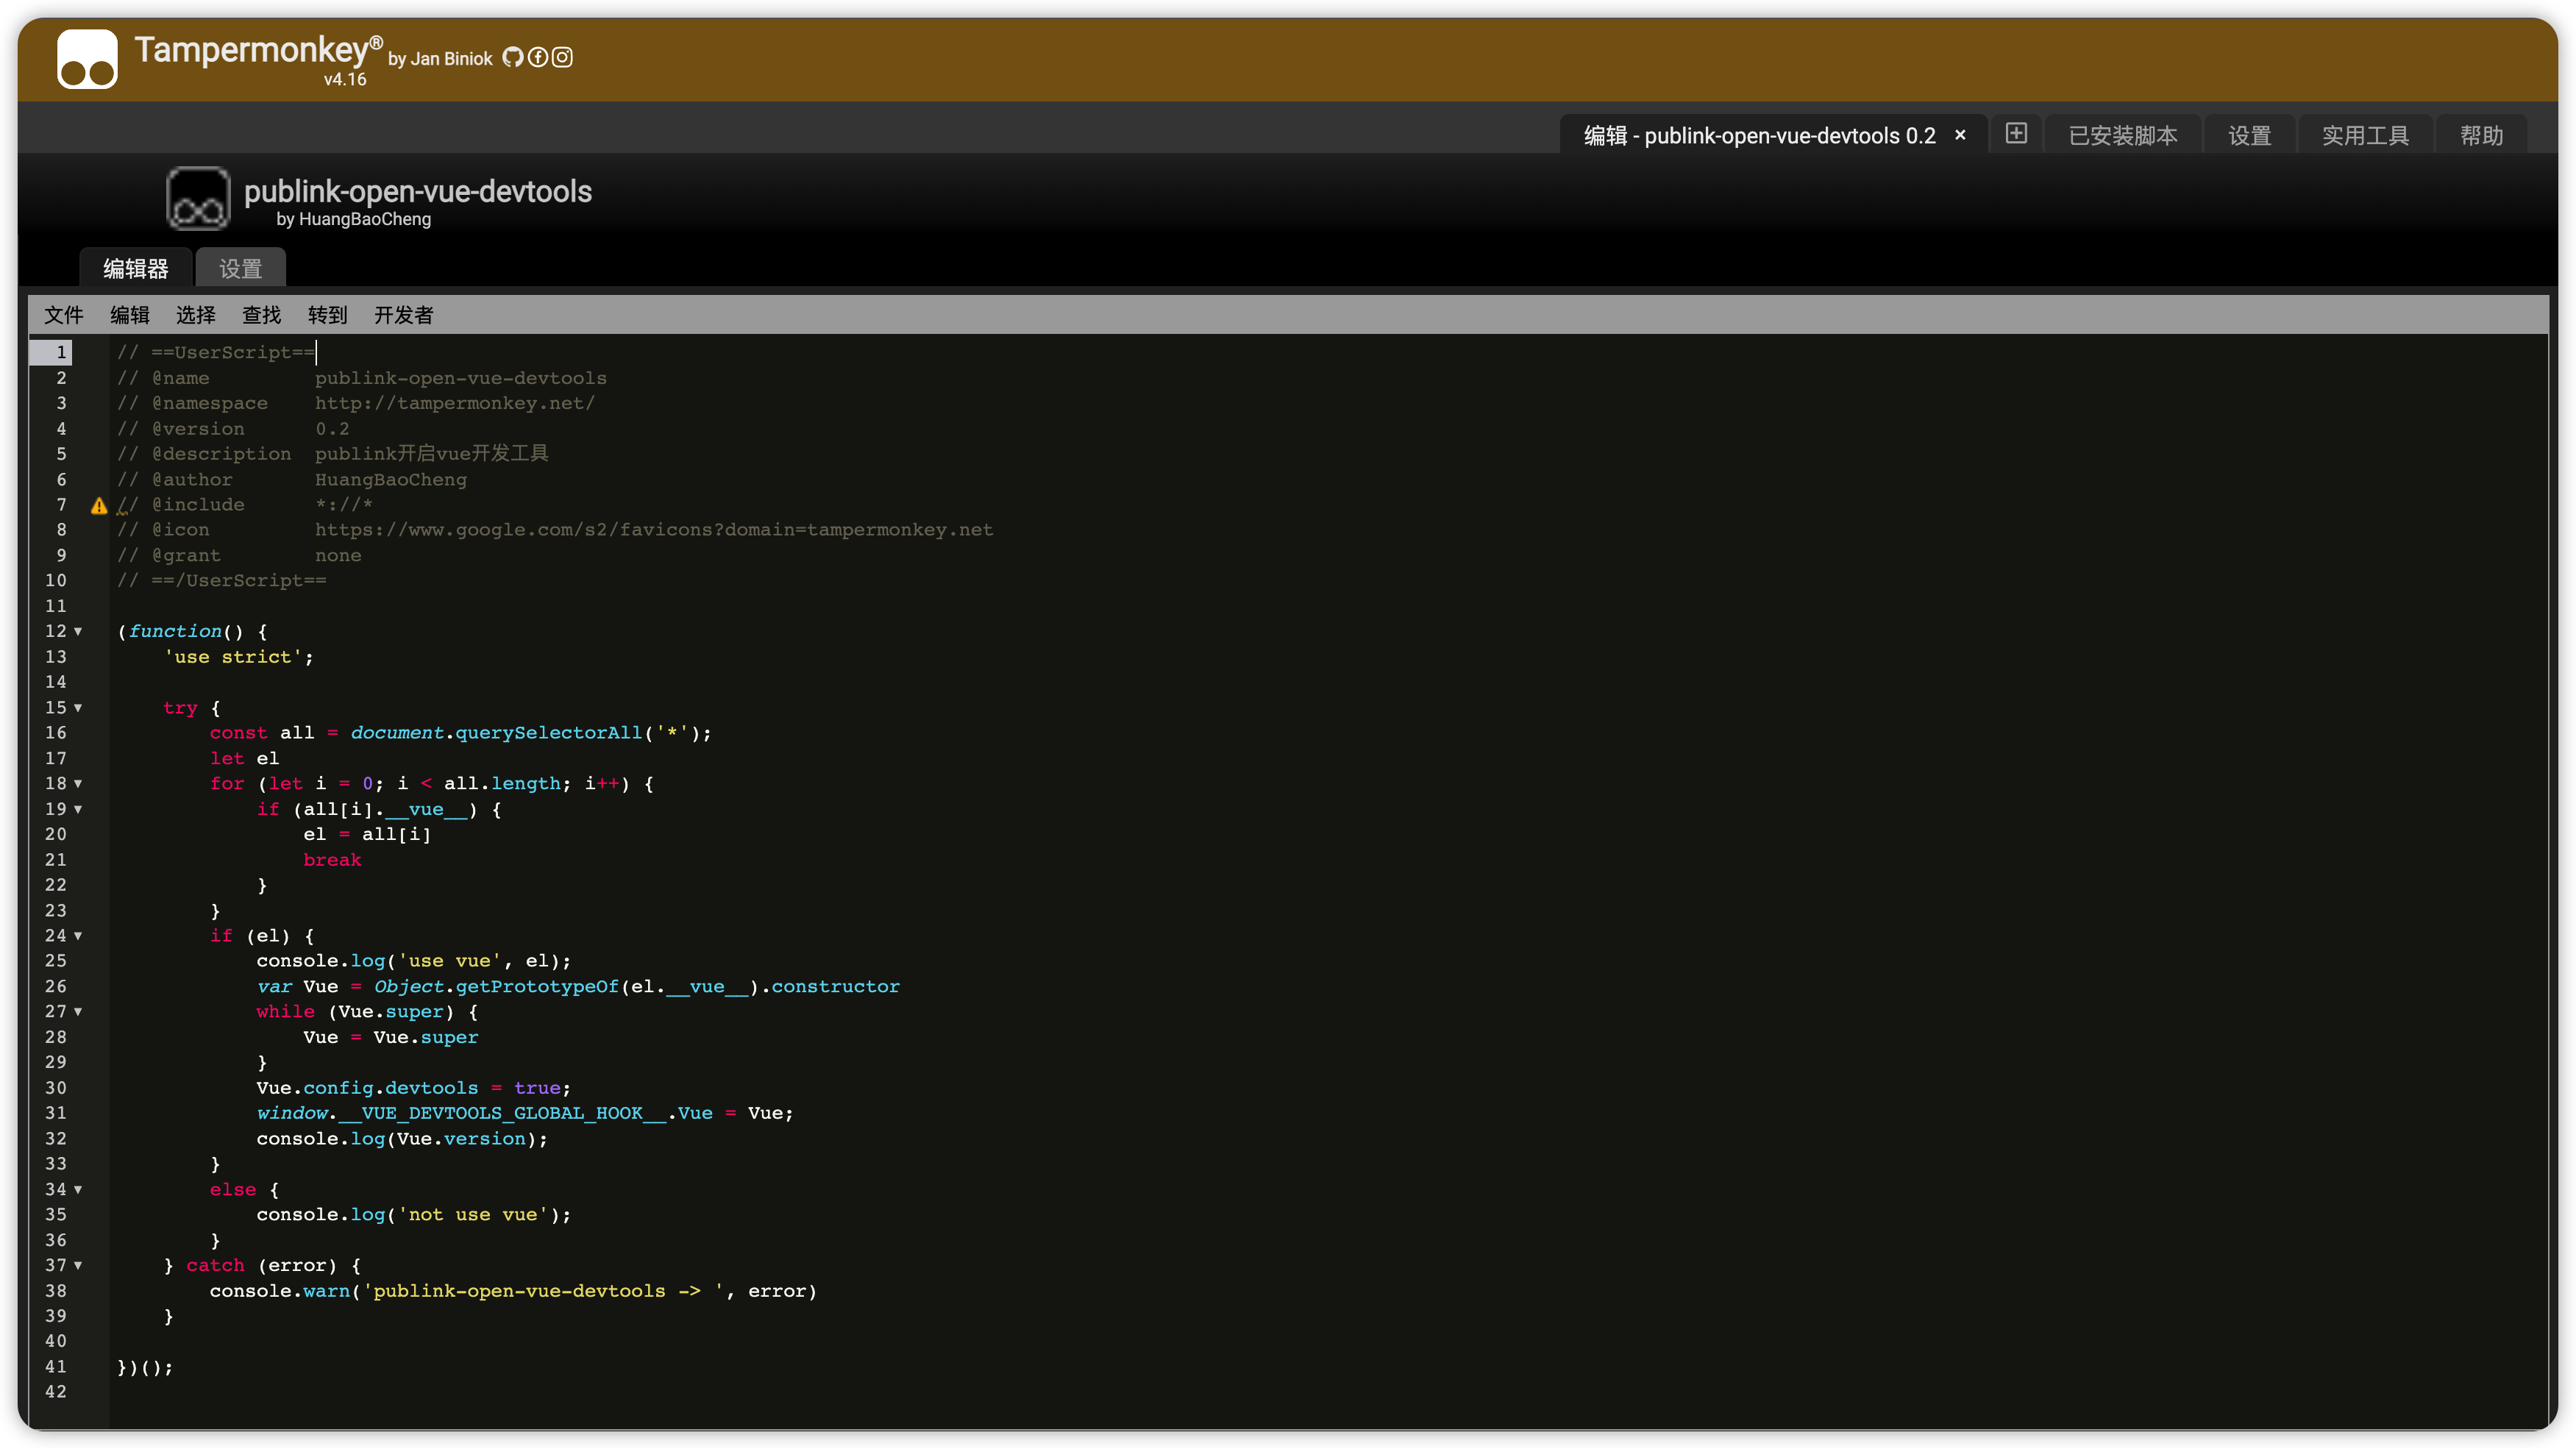 Tampermonkey® by Jan Biniok
v4.16
编辑 - publink-open-vue-devtools 0.2 × 已安装脚本 设置 实用工具 帮助
publink-open-vue-devtools
by HuangBaoCheng
编辑器 设置
文件 编辑 选择 查找 转到 开发者
1 // ==UserScript==
2 // @name         publink-open-vue-devtools
3 // @namespace    http://tampermonkey.net/
4 // @version      0.2
5 // @description  publink开启vue开发工具
6 // @author       HuangBaoCheng
7 // @include      *://*
8 // @icon         https://www.google.com/s2/favicons?domain=tampermonkey.net
9 // @grant        none
10 // ==/UserScript==
11
12 (function() {
13     'use strict';
14
15     try {
16         const all = document.querySelectorAll('*');
17         let el
18         for (let i = 0; i < all.length; i++) {
19             if (all[i].__vue__) {
20                 el = all[i]
21                 break
22             }
23         }
24         if (el) {
25             console.log('use vue', el);
26             var Vue = Object.getPrototypeOf(el.__vue__).constructor
27             while (Vue.super) {
28                 Vue = Vue.super
29             }
30             Vue.config.devtools = true;
31             window.__VUE_DEVTOOLS_GLOBAL_HOOK__.Vue = Vue;
32             console.log(Vue.version);
33         }
34         else {
35             console.log('not use vue');
36         }
37     } catch (error) {
38         console.warn('publink-open-vue-devtools -> ', error)
39     }
40
41 })();
42